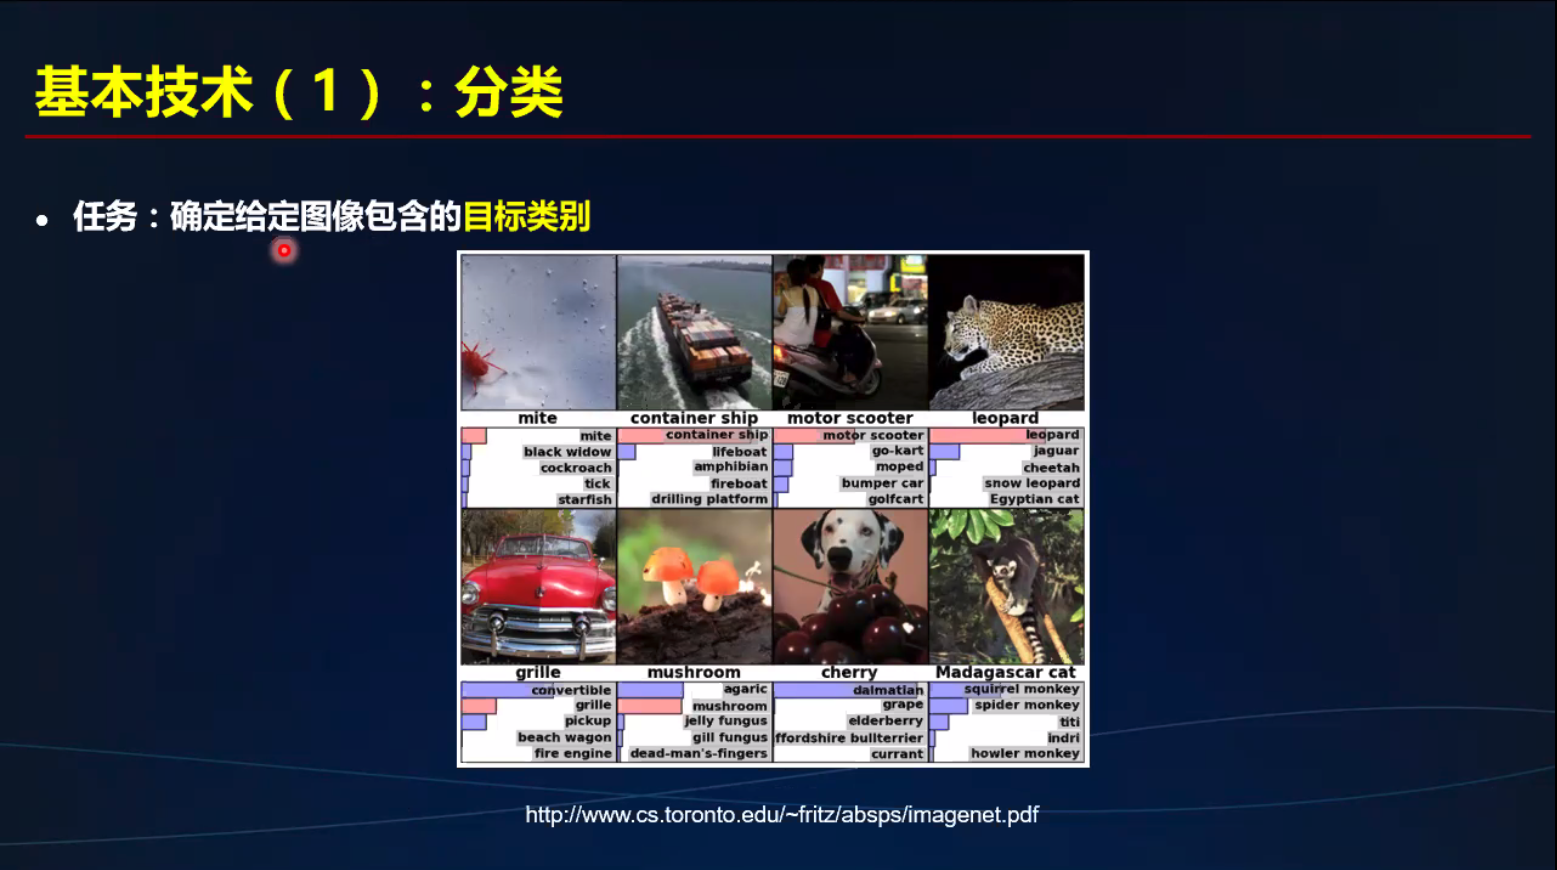 基本技术（1）：分类
• 任务：确定给定图像包含的目标类别
mite container ship motor scooter leopard
mite
black widow
cockroach
tick
starfish
container ship
lifeboat
amphibian
fireboat
drilling platform
motor scooter
go-kart
moped
bumper car
golfcart
leopard
jaguar
cheetah
snow leopard
Egyptian cat
grille mushroom cherry Madagascar cat
convertible
grille
pickup
beach wagon
fire engine
agaric
mushroom
jelly fungus
gill fungus
dead-man's-fingers
dalmatian
grape
elderberry
ffordshire bullterrier
currant
squirrel monkey
spider monkey
titi
indri
howler monkey
http://www.cs.toronto.edu/~fritz/absps/imagenet.pdf